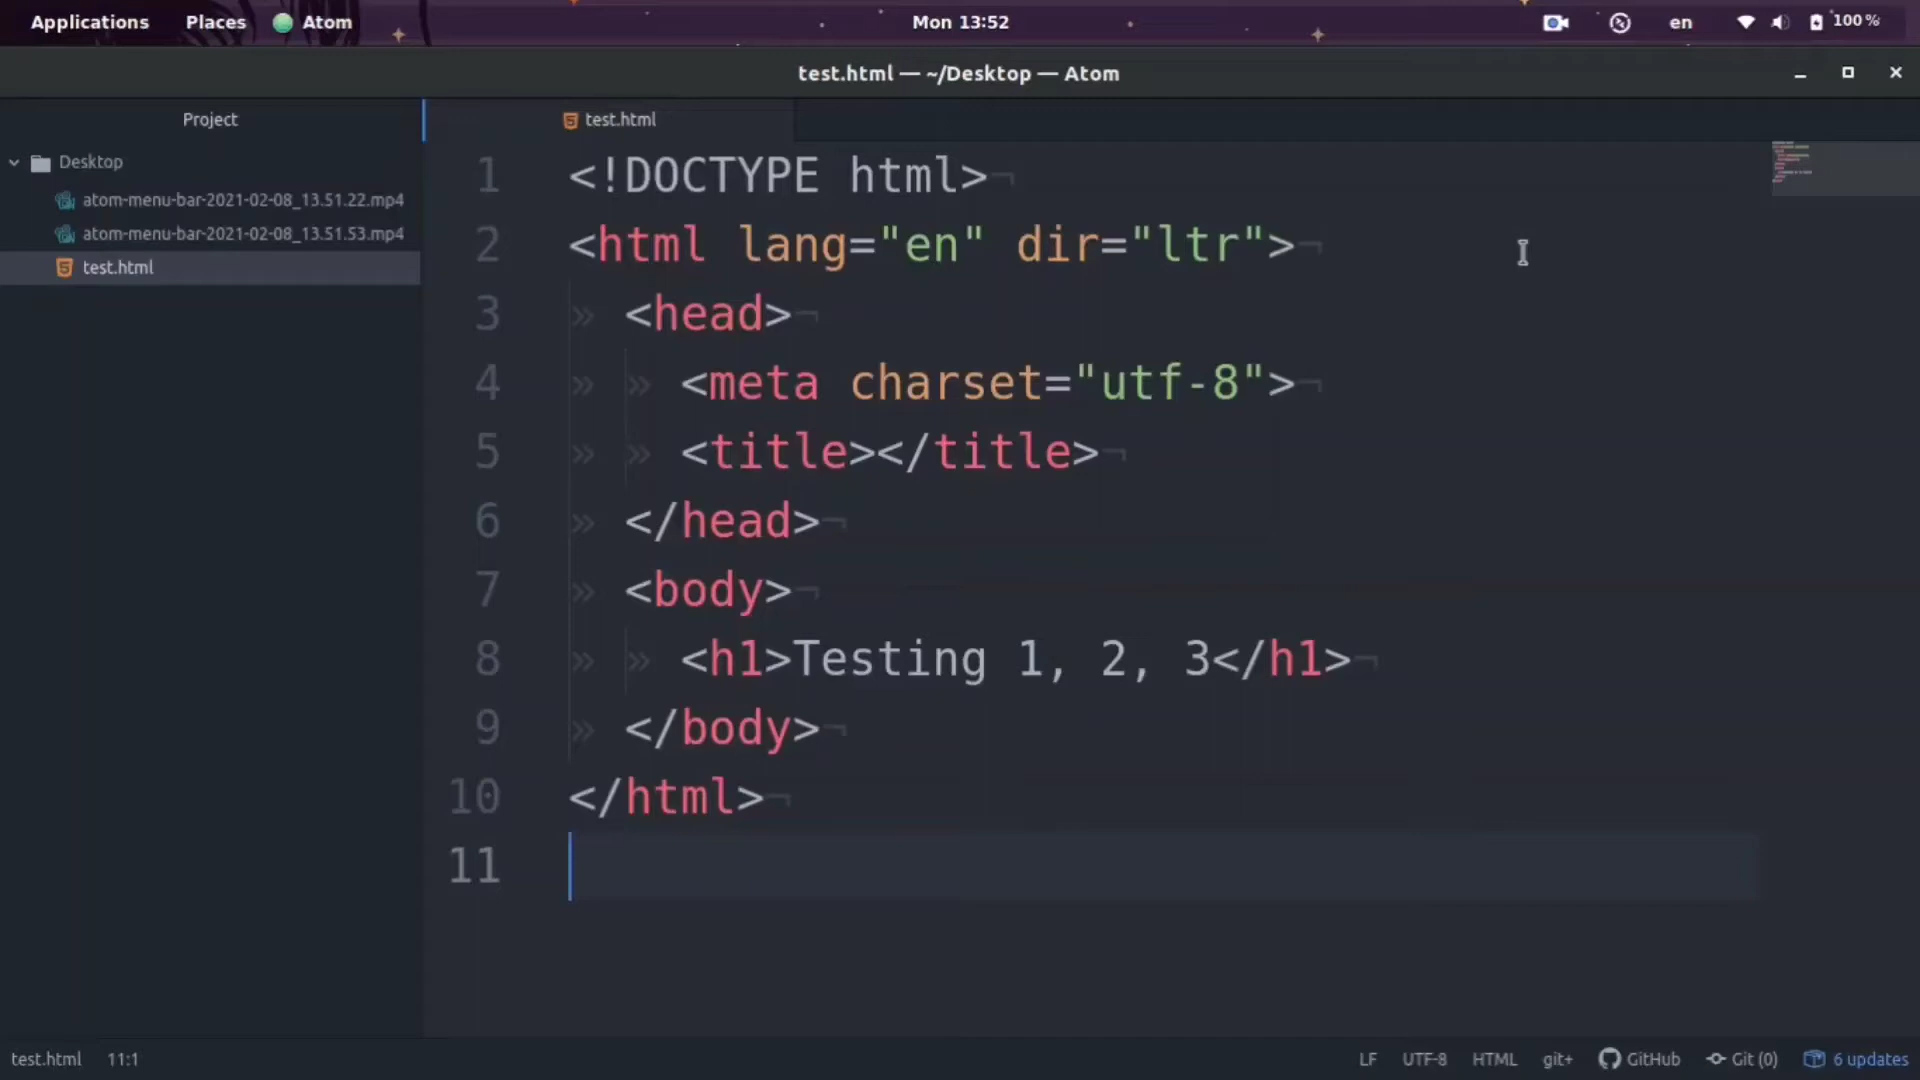 Applications Places Atom Mon 13:52 en 100 %
test.html — ~/Desktop — Atom
Project
test.html
Desktop
atom-menu-bar-2021-02-08_13.51.22.mp4
atom-menu-bar-2021-02-08_13.51.53.mp4
test.html
1 <!DOCTYPE html>¬
2 <html lang="en" dir="ltr">¬
3 » <head>¬
4 » » <meta charset="utf-8">¬
5 » » <title></title>¬
6 » </head>¬
7 » <body>¬
8 » » <h1>Testing 1, 2, 3</h1>¬
9 » </body>¬
10 </html>¬
11
test.html 11:1 LF UTF-8 HTML git+ GitHub Git (0) 6 updates